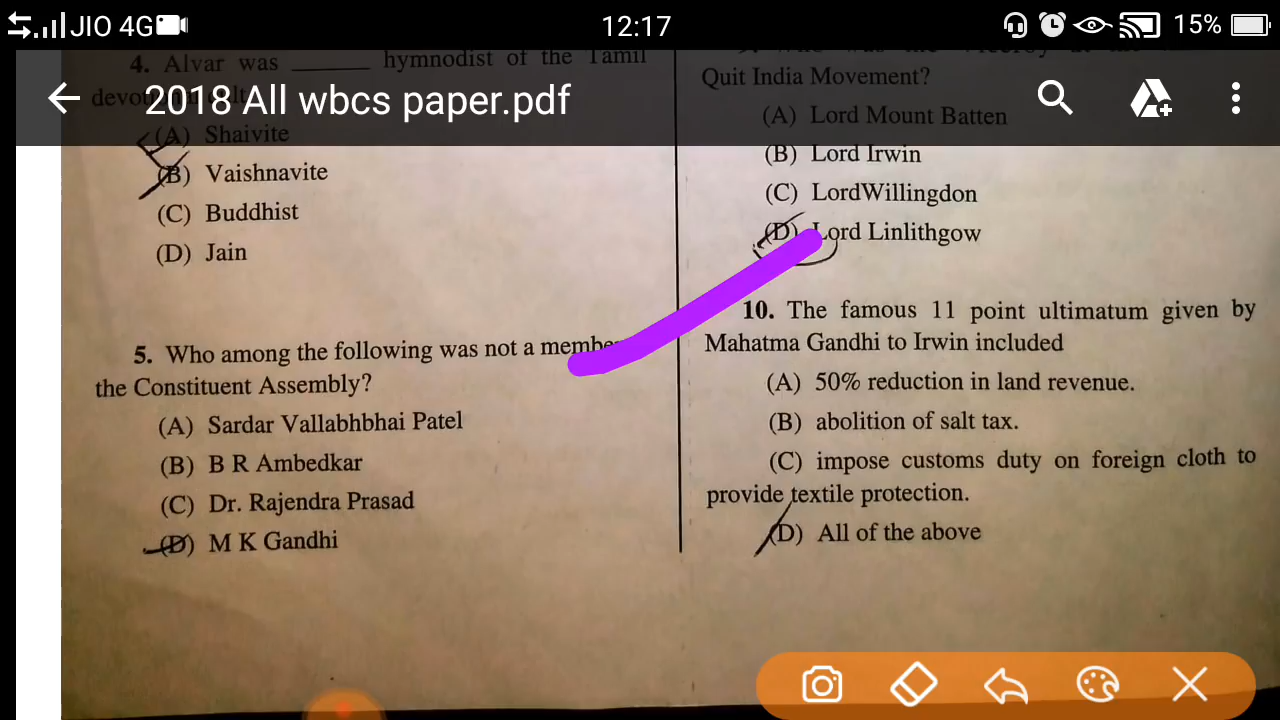 JIO 4G 12:17 15%
2018 All wbcs paper.pdf
4. Alvar was ______ hymnodist of the Tamil
(A) Shaivite
(B) Vaishnavite
(C) Buddhist
(D) Jain
5. Who among the following was not a
the Constituent Assembly?
(A) Sardar Vallabhbhai Patel
(B) B R Ambedkar
(C) Dr. Rajendra Prasad
(D) M K Gandhi
Quit India Movement?
(A) Lord Mount Batten
(B) Lord Irwin
(C) LordWillingdon
(D) Lord Linlithgow
10. The famous 11 point ultimatum given by
Mahatma Gandhi to Irwin included
(A) 50% reduction in land revenue.
(B) abolition of salt tax.
(C) impose customs duty on foreign cloth to
provide textile protection.
(D) All of the above